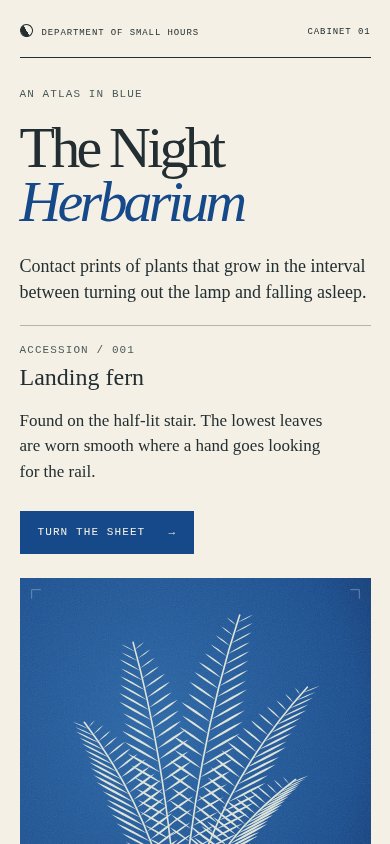 DEPARTMENT OF SMALL HOURS
CABINET 01
AN ATLAS IN BLUE
The Night
Herbarium
Contact prints of plants that grow in the interval
between turning out the lamp and falling asleep.
ACCESSION / 001
Landing fern
Found on the half-lit stair. The lowest leaves
are worn smooth where a hand goes looking
for the rail.
TURN THE SHEET →